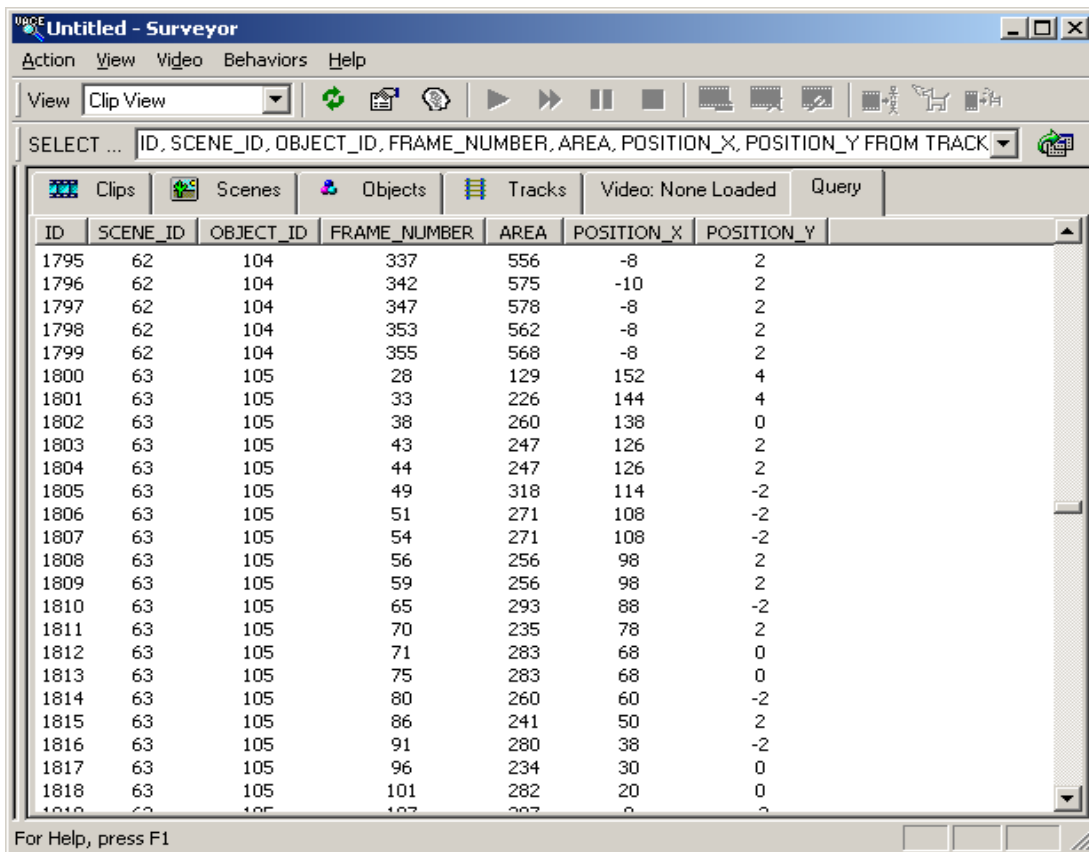 VACE Untitled - Surveyor
Action View Video Behaviors Help
View Clip View
SELECT ... ID, SCENE_ID, OBJECT_ID, FRAME_NUMBER, AREA, POSITION_X, POSITION_Y FROM TRACK
Clips Scenes Objects Tracks Video: None Loaded Query
ID SCENE_ID OBJECT_ID FRAME_NUMBER AREA POSITION_X POSITION_Y
1795 62 104 337 556 -8 2
1796 62 104 342 575 -10 2
1797 62 104 347 578 -8 2
1798 62 104 353 562 -8 2
1799 62 104 355 568 -8 2
1800 63 105 28 129 152 4
1801 63 105 33 226 144 4
1802 63 105 38 260 138 0
1803 63 105 43 247 126 2
1804 63 105 44 247 126 2
1805 63 105 49 318 114 -2
1806 63 105 51 271 108 -2
1807 63 105 54 271 108 -2
1808 63 105 56 256 98 2
1809 63 105 59 256 98 2
1810 63 105 65 293 88 -2
1811 63 105 70 235 78 2
1812 63 105 71 283 68 0
1813 63 105 75 283 68 0
1814 63 105 80 260 60 -2
1815 63 105 86 241 50 2
1816 63 105 91 280 38 -2
1817 63 105 96 234 30 0
1818 63 105 101 282 20 0
For Help, press F1